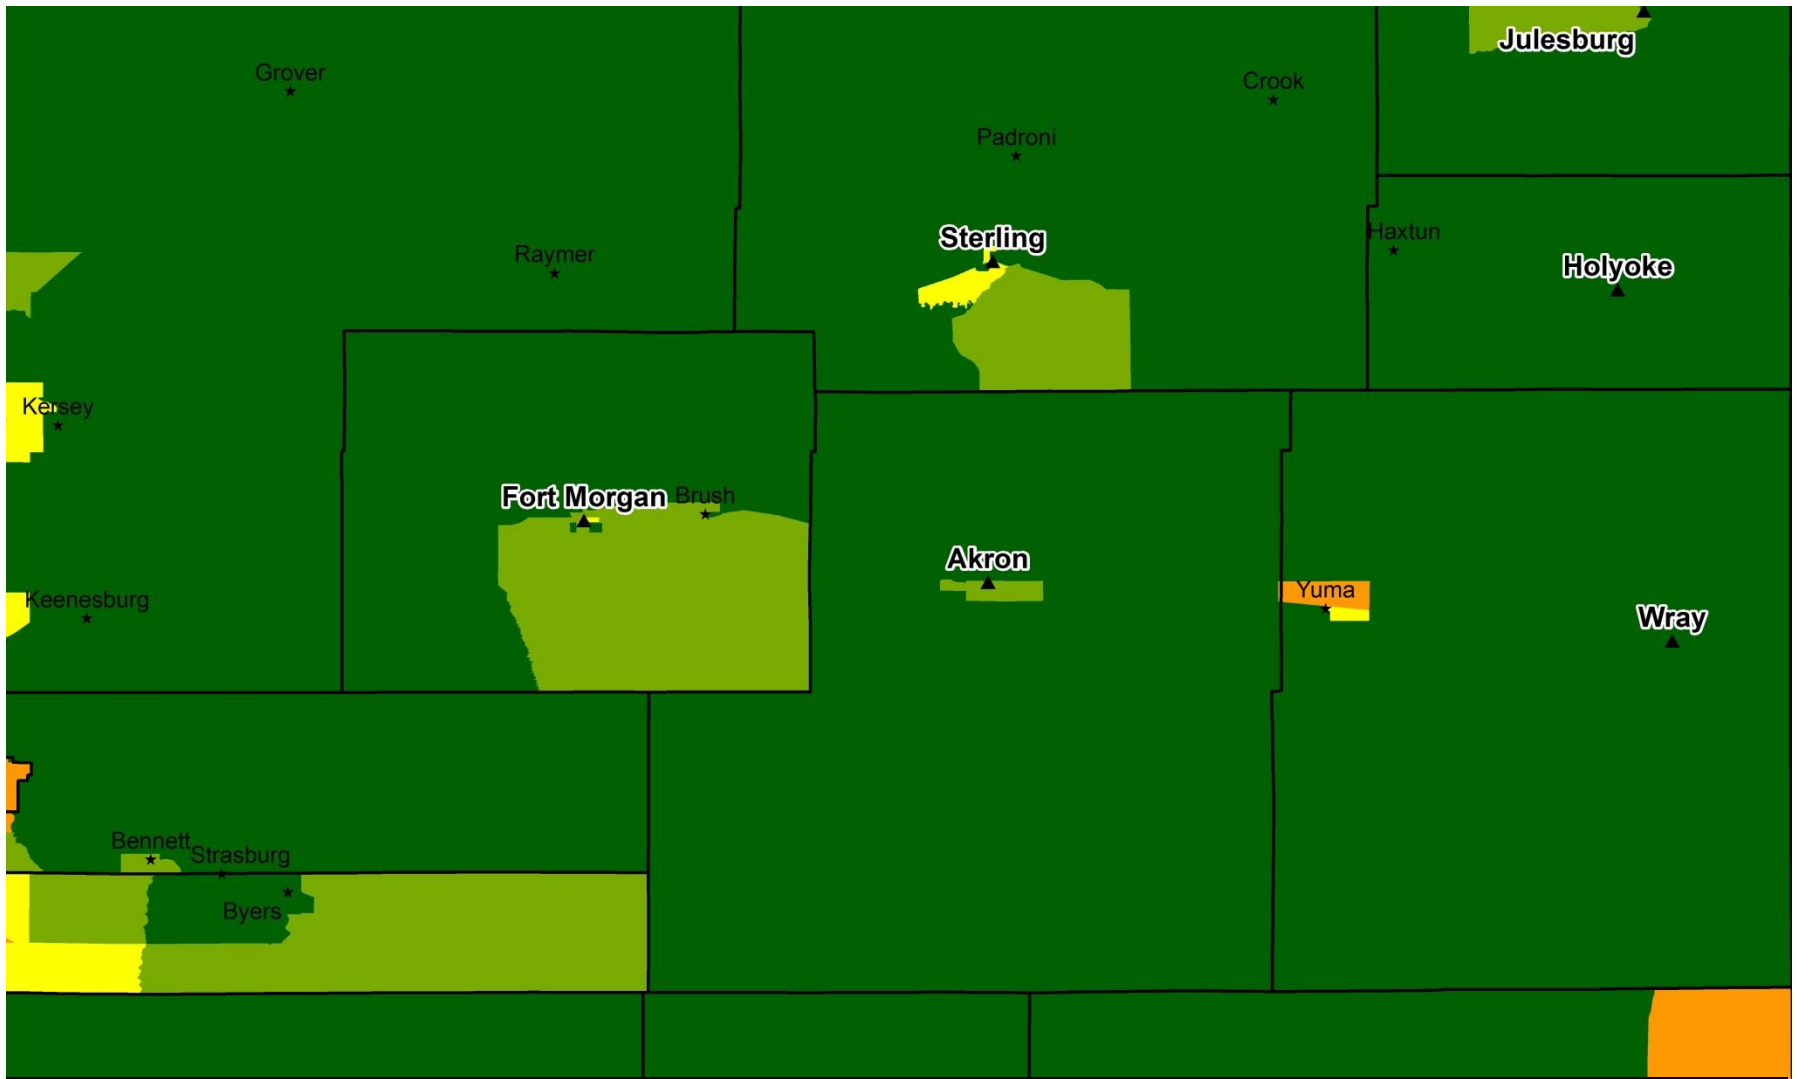 Julesburg
Grover
Crook
Padroni
Haxtun
Sterling
Raymer
Holyoke
Kersey
Fort Morgan
Brush
Akron
Yuma
Keenesburg
Wray
Bennett
Strasburg
Byers